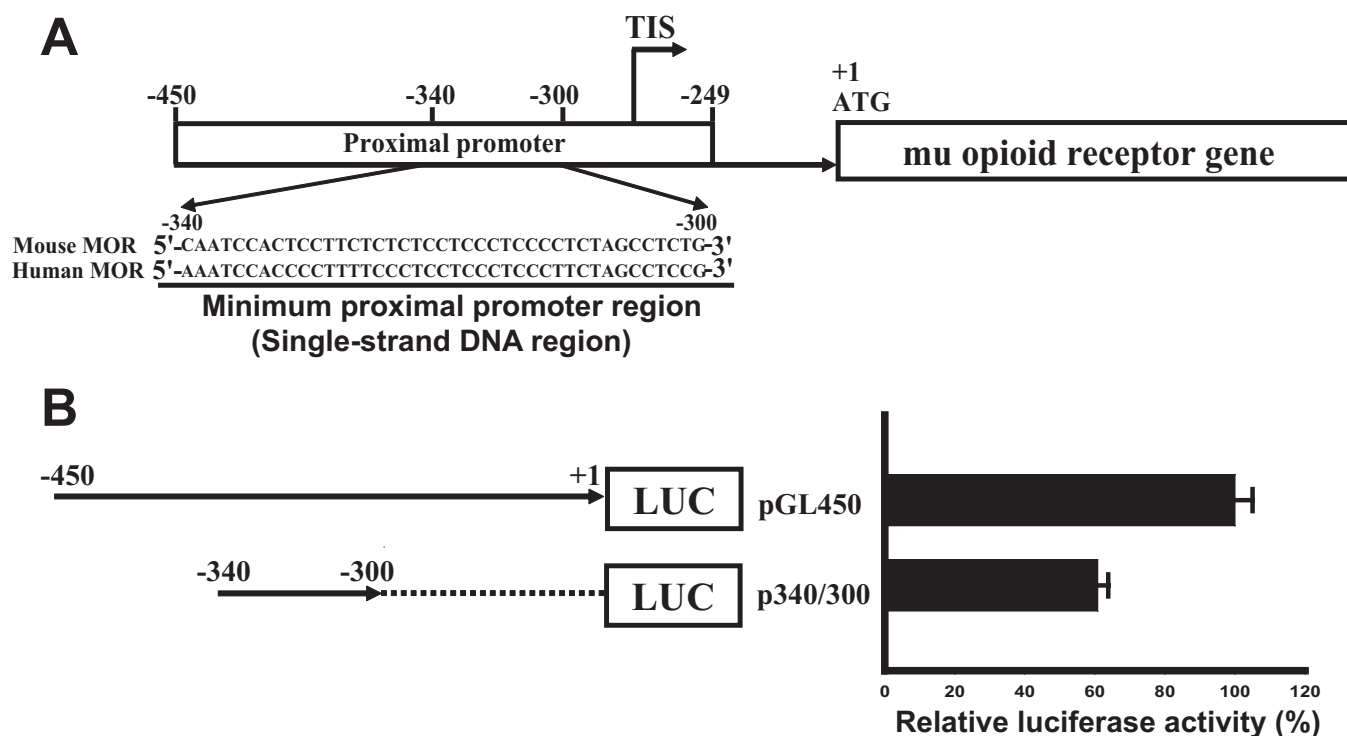 A
TIS
-450
-340
-300
-249
+1
ATG
Proximal promoter
mu opioid receptor gene
-340
-300
Mouse MOR 5'-CAATCCACTCCTTCTCTCTCCTCCCTCCCCTCTAGCCTCTG-3'
Human MOR 5'-AAATCCACCCCTTTTCCCTCCTCCCTCCCTTCTAGCCTCCG-3'
Minimum proximal promoter region
(Single-strand DNA region)
B
-450
+1
LUC
pGL450
-340
-300
LUC
p340/300
0 20 40 60 80 100 120
Relative luciferase activity (%)